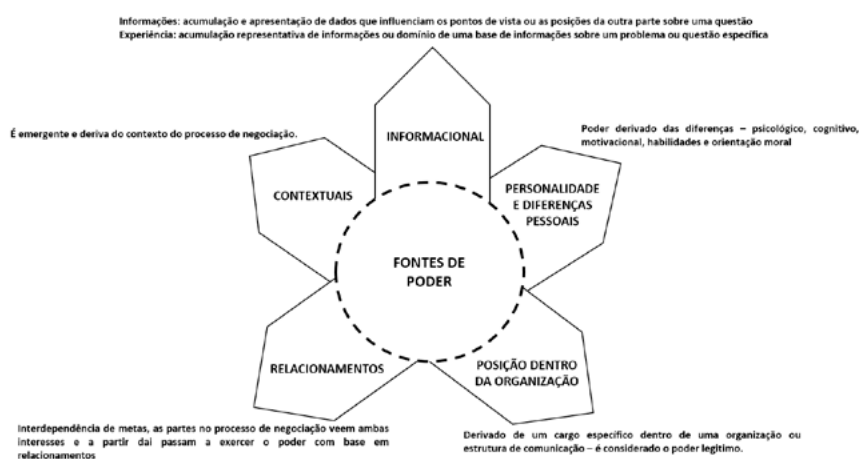 Informações: acumulação e apresentação de dados que influenciam os pontos de vista ou as posições da outra parte sobre uma questão
Experiência: acumulação representativa de informações ou domínio de uma base de informações sobre um problema ou questão específica
É emergente e deriva do contexto do processo de negociação.
INFORMACIONAL
Poder derivado das diferenças – psicológico, cognitivo,
motivacional, habilidades e orientação moral
CONTEXTUAIS
PERSONALIDADE
E DIFERENÇAS
PESSOAIS
FONTES DE
PODER
RELACIONAMENTOS
POSIÇÃO DENTRO
DA ORGANIZAÇÃO
Interdependência de metas, as partes no processo de negociação veem ambas
interesses e a partir daí passam a exercer o poder com base em
relacionamentos
Derivado de um cargo específico dentro de uma organização ou
estrutura de comunicação – é considerado o poder legítimo.